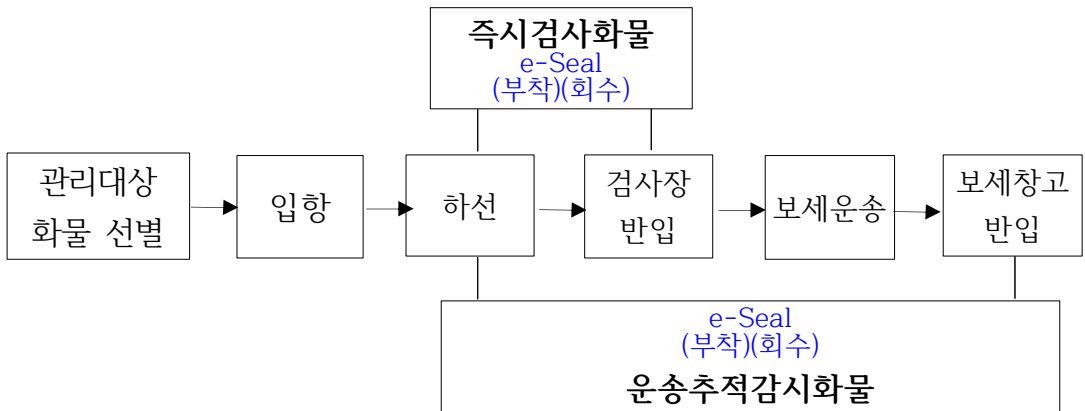 즉시검사화물
e-Seal
(부착)(회수)
관리대상
화물 선별
입항
하선
검사장
반입
보세운송
보세창고
반입
e-Seal
(부착)(회수)
운송추적감시화물